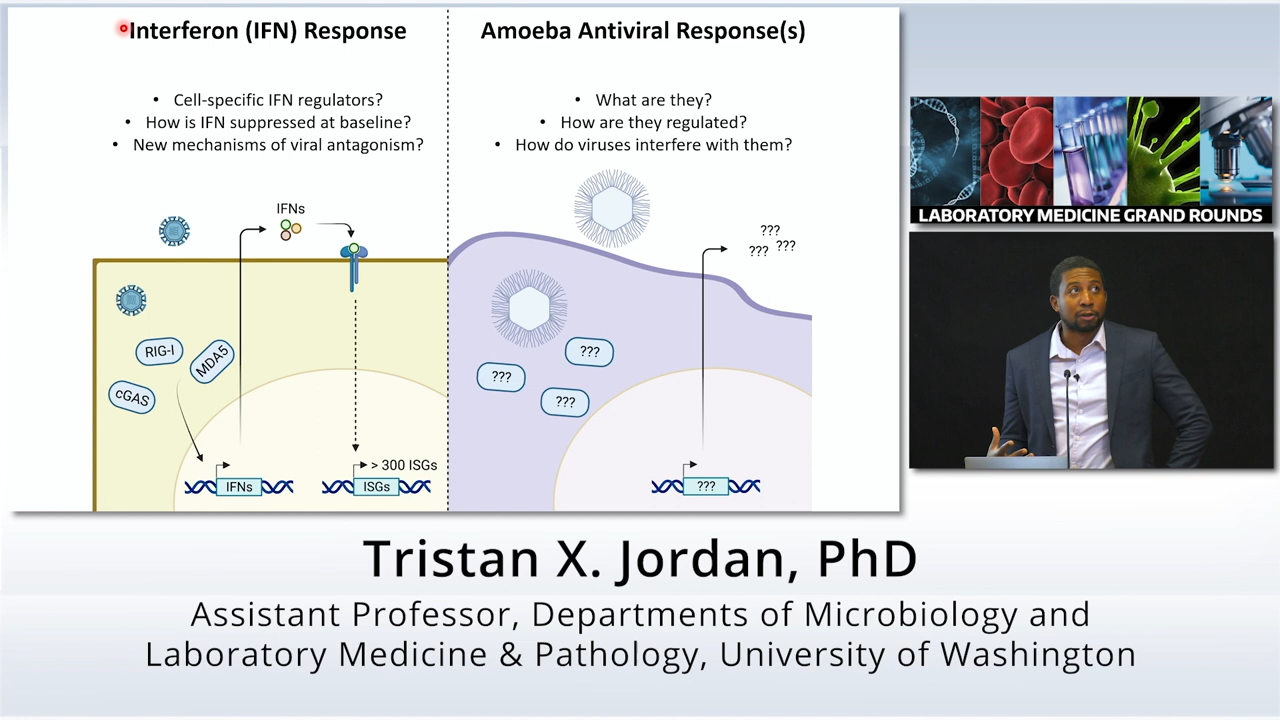 Interferon (IFN) Response
• Cell-specific IFN regulators?
• How is IFN suppressed at baseline?
• New mechanisms of viral antagonism?
IFNs
RIG-I
MDA5
cGAS
IFNs
> 300 ISGs
ISGs
Amoeba Antiviral Response(s)
• What are they?
• How are they regulated?
• How do viruses interfere with them?
???
??? ???
???
???
???
???
LABORATORY MEDICINE GRAND ROUNDS
Tristan X. Jordan, PhD
Assistant Professor, Departments of Microbiology and
Laboratory Medicine & Pathology, University of Washington